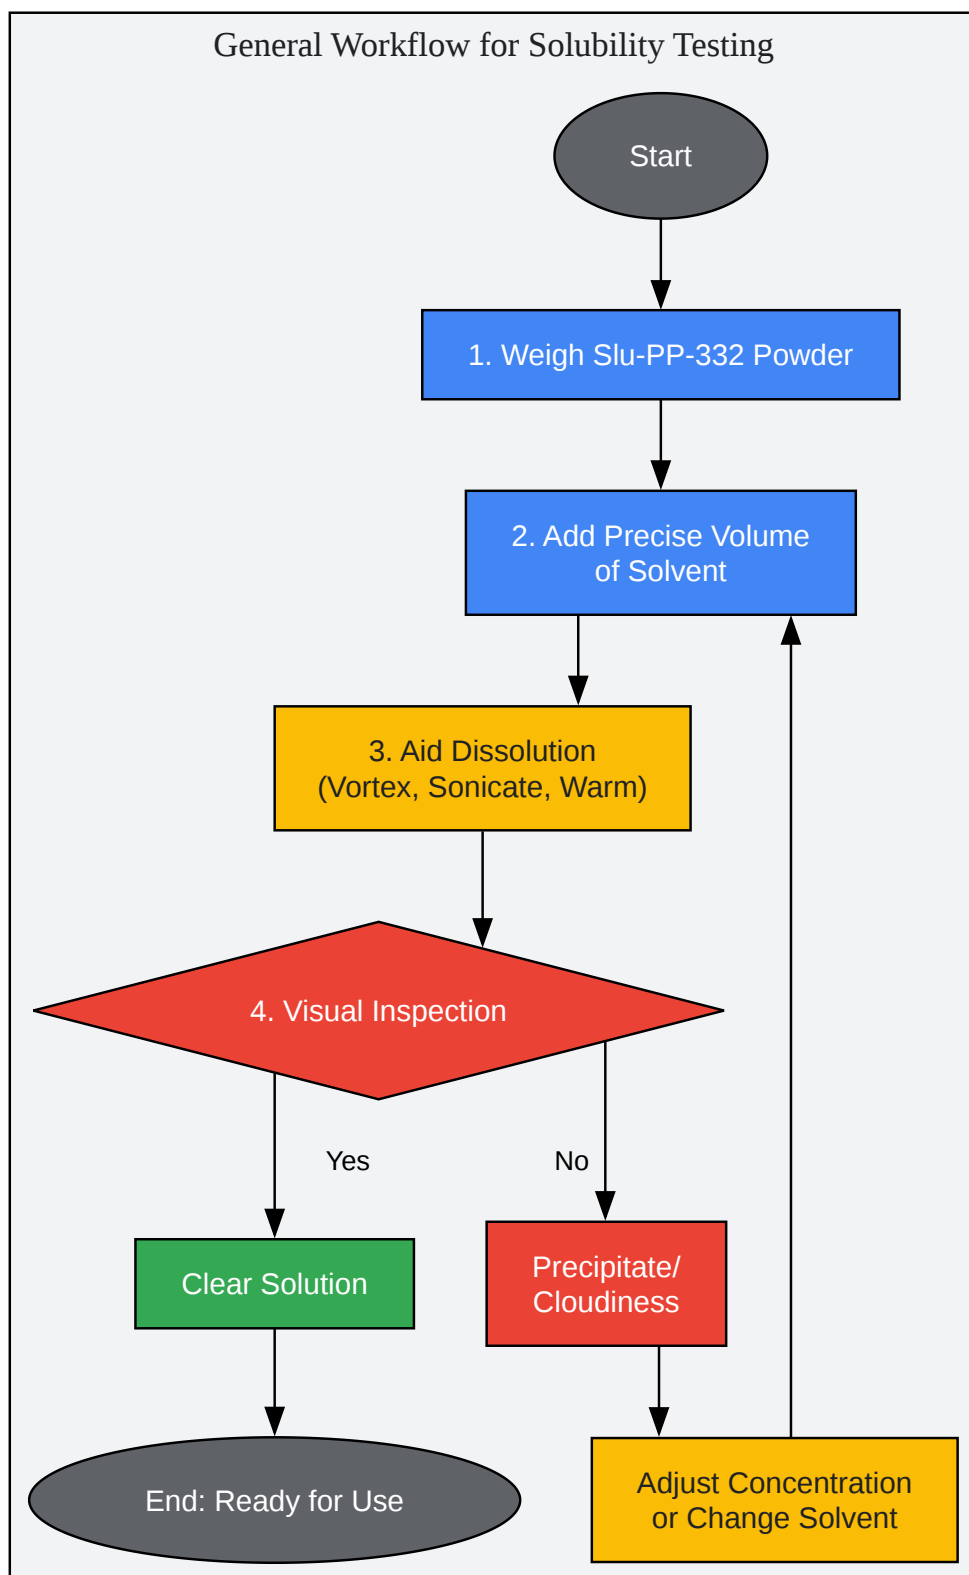 General Workflow for Solubility Testing
Start
1. Weigh Slu-PP-332 Powder
2. Add Precise Volume
of Solvent
3. Aid Dissolution
(Vortex, Sonicate, Warm)
4. Visual Inspection
Yes
No
Clear Solution
Precipitate/
Cloudiness
End: Ready for Use
Adjust Concentration
or Change Solvent